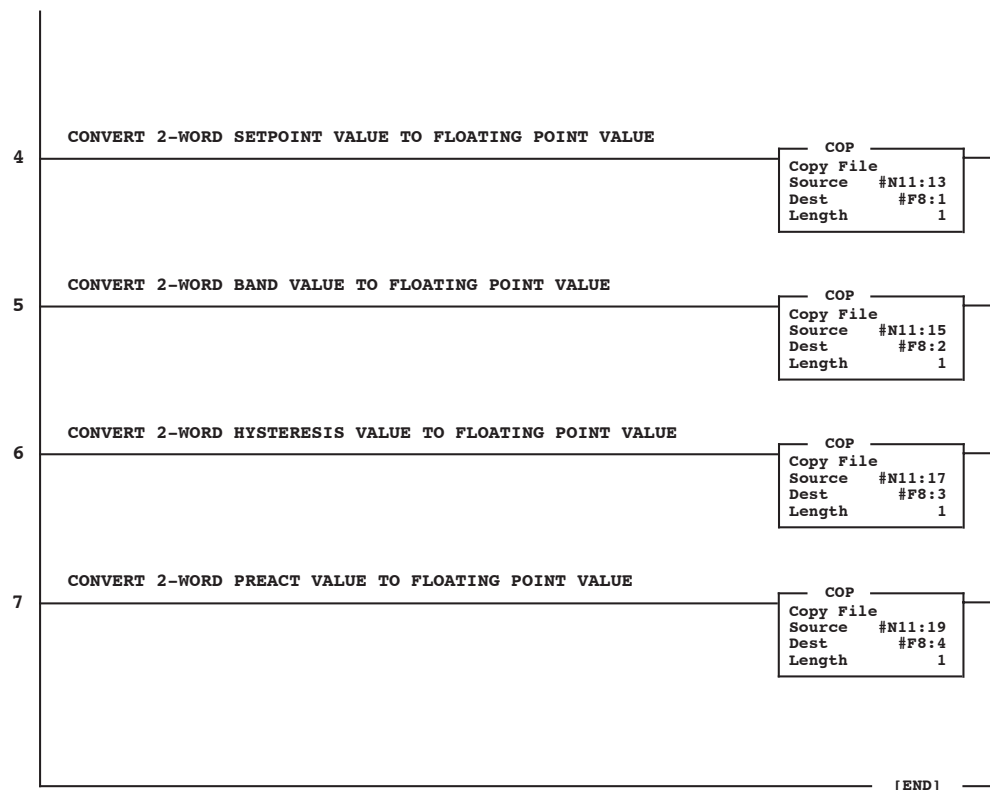 CONVERT 2-WORD SETPOINT VALUE TO FLOATING POINT VALUE
4
COP
Copy File
Source #N11:13
Dest #F8:1
Length 1
CONVERT 2-WORD BAND VALUE TO FLOATING POINT VALUE
5
COP
Copy File
Source #N11:15
Dest #F8:2
Length 1
CONVERT 2-WORD HYSTERESIS VALUE TO FLOATING POINT VALUE
6
COP
Copy File
Source #N11:17
Dest #F8:3
Length 1
CONVERT 2-WORD PREACT VALUE TO FLOATING POINT VALUE
7
COP
Copy File
Source #N11:19
Dest #F8:4
Length 1
[END]